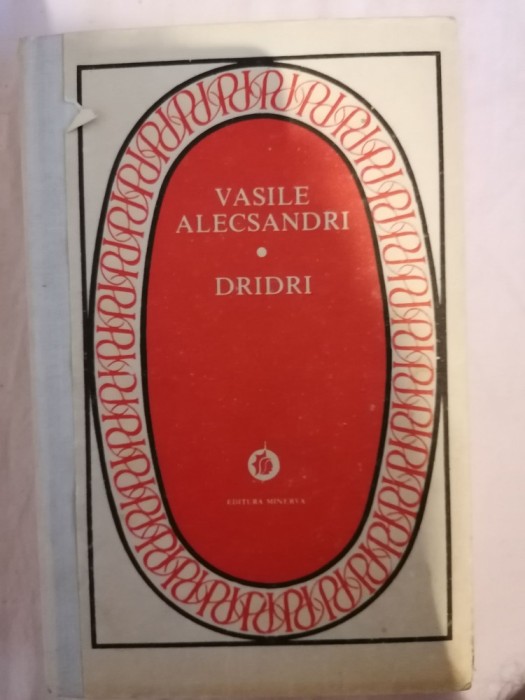 VASILE
ALECSANDRI
•
DRIDRI
EDITURA MINERVA